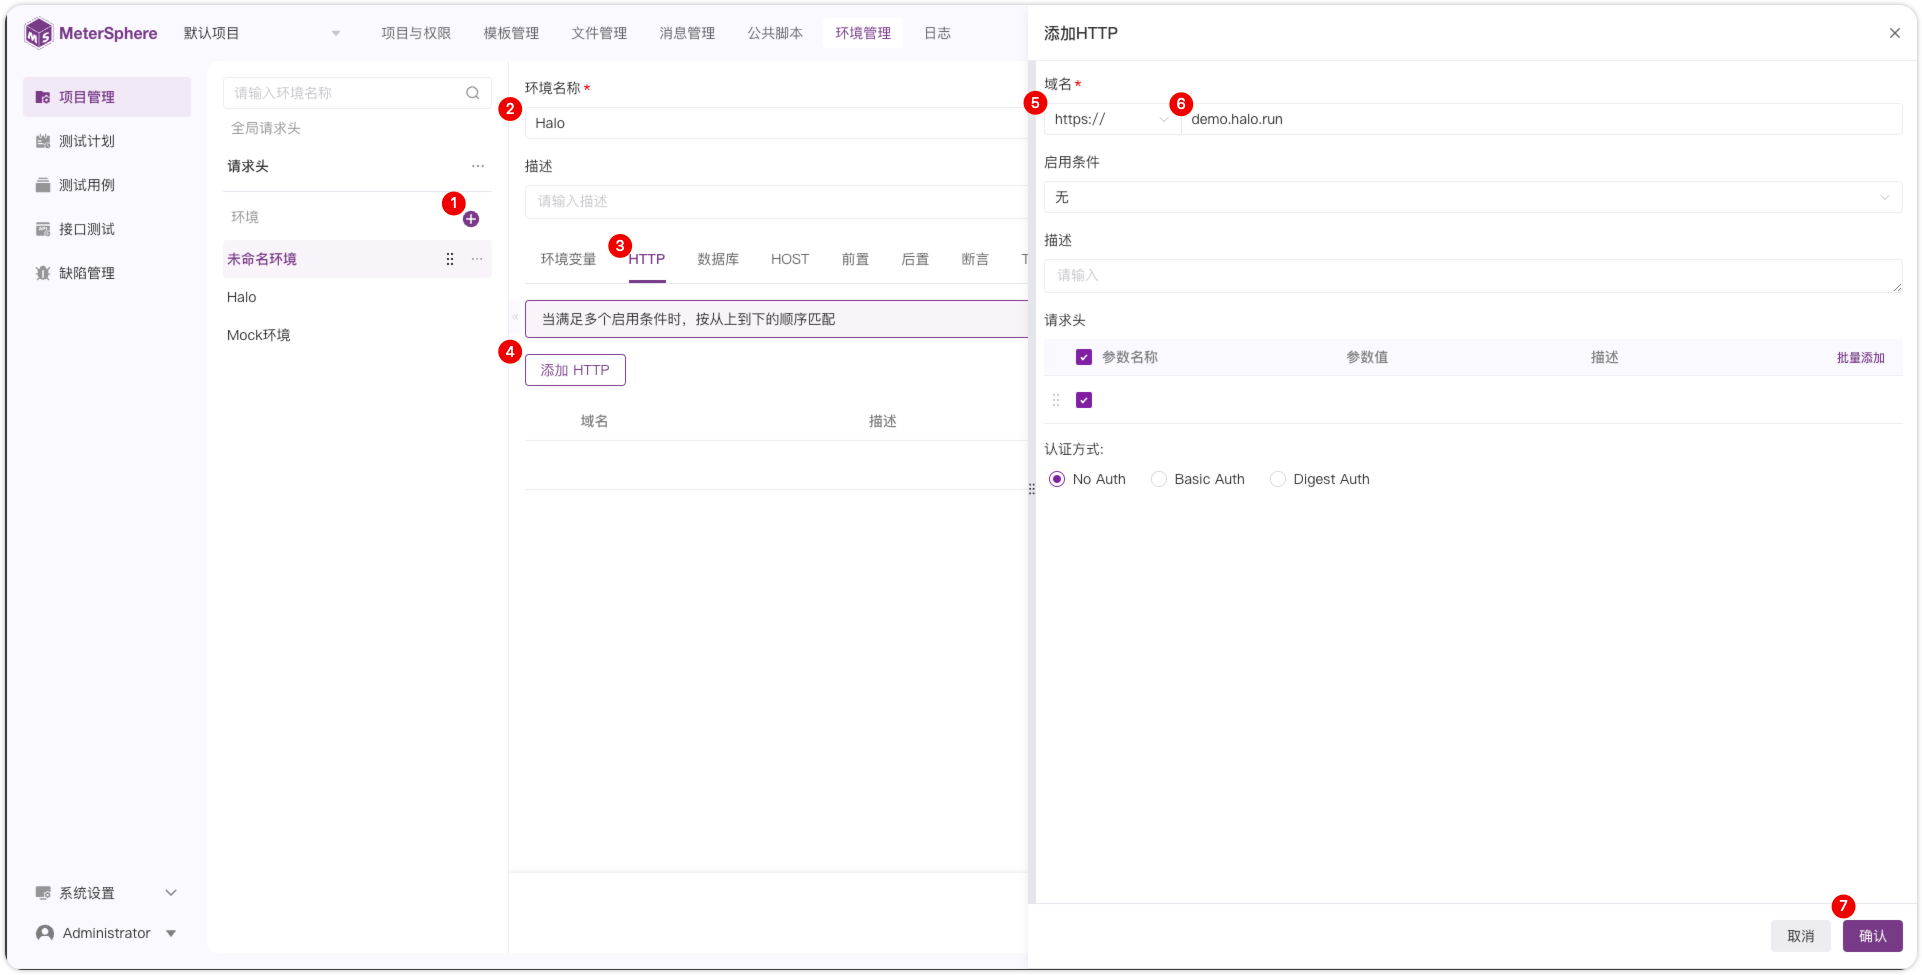 MeterSphere
默认项目
项目与权限
模板管理
文件管理
消息管理
公共脚本
环境管理
日志
项目管理
测试计划
测试用例
接口测试
缺陷管理
系统设置
Administrator
请输入环境名称
全局请求头
请求头
1
环境
未命名环境
Halo
Mock环境
环境名称*
2
Halo
描述
请输入描述
3
环境变量 HTTP 数据库 HOST 前置 后置 断言 T
当满足多个启用条件时，按从上到下的顺序匹配
4
添加 HTTP
域名 描述
添加HTTP
域名*
5
6
https:// demo.halo.run
启用条件
无
描述
请输入
请求头
参数名称 参数值 描述 批量添加
认证方式:
No Auth Basic Auth Digest Auth
7
取消 确认